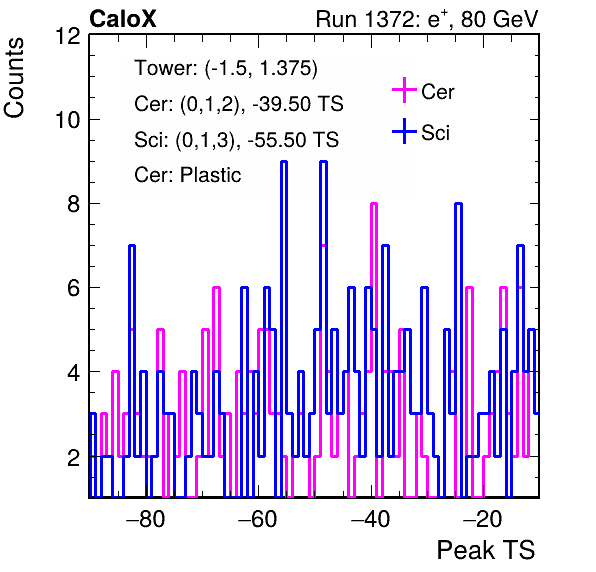 CaloX Run 1372: e⁺, 80 GeV
Counts
12
10
8
6
4
2
Tower: (-1.5, 1.375)
Cer: (0,1,2), -39.50 TS
Sci: (0,1,3), -55.50 TS
Cer: Plastic
Cer
Sci
−80 −60 −40 −20
Peak TS